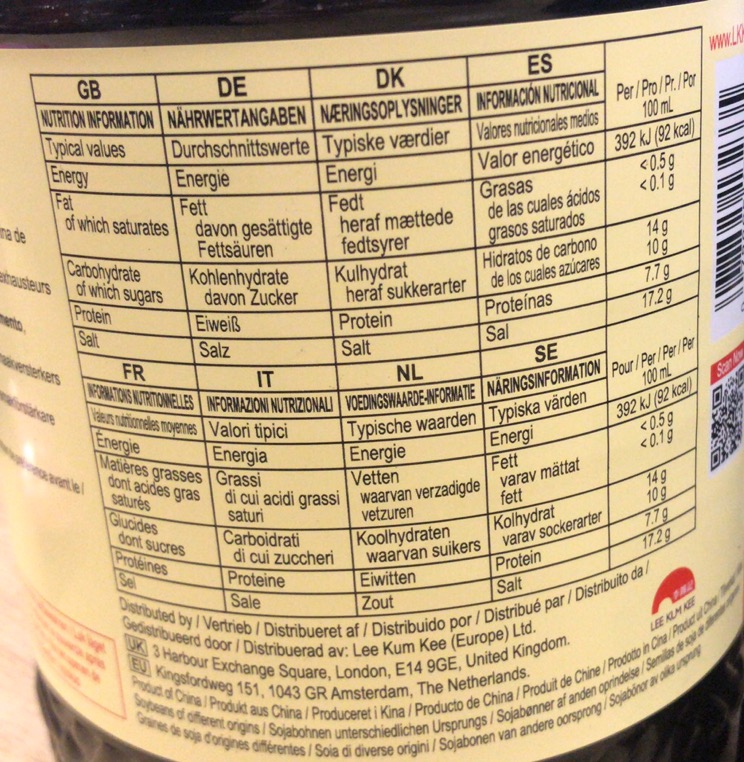 www.LK
GB DE DK ES
NUTRITION INFORMATION NÄHRWERTANGABEN NÆRINGSOPLYSNINGER INFORMACIÓN NUTRICIONAL Per / Pro / Pr. / Por
100 mL
Typical values Durchschnittswerte Typiske værdier Valores nutricionales medios
Energy Energie Energi Valor energético 392 kJ (92 kcal)
Fat Fett Fedt Grasas <0.5 g
of which saturates davon gesättigte heraf mættede de las cuales ácidos <0.1 g
Fettsäuren fedtsyrer grasos saturados
Carbohydrate Kohlenhydrate Kulhydrat Hidratos de carbono 14 g
of which sugars davon Zucker heraf sukkerarter de los cuales azúcares 10 g
Protein Eiweiß Protein Proteínas 7.7 g
Salt Salz Salt Sal 17.2 g
FR IT NL SE
INFORMATIONS NUTRITIONNELLES INFORMAZIONI NUTRIZIONALI VOEDINGSWAARDE-INFORMATIE NÄRINGSINFORMATION Pour / Per / Per / Per
100 mL
Valeurs nutritionnelles moyennes Valori tipici Typische waarden Typiska värden
Énergie Energia Energie Energi 392 kJ (92 kcal)
Matières grasses Grassi Vetten Fett <0.5 g
dont acides gras di cui acidi grassi waarvan verzadigde varav mättat <0.1 g
saturés saturi vetzuren fett
Glucides Carboidrati Koolhydraten Kolhydrat 14 g
dont sucres di cui zuccheri waarvan suikers varav sockerarter 10 g
Protéines Proteine Eiwitten Protein 7.7 g
Sel Sale Zout Salt 17.2 g
Distributed by / Vertrieb / Distribueret af / Distribuido por / Distribué par / Distribuito da /
Gedistribueerd door / Distribuerad av: Lee Kum Kee (Europe) Ltd.
UK 3 Harbour Exchange Square, London, E14 9GE, United Kingdom.
EU Kingsfordweg 151, 1043 GR Amsterdam, The Netherlands.
Product of China / Produkt aus China / Produceret i Kina / Producto de China / Produit de Chine / Prodotto in Cina / Product uit China /
Soybeans of different origins / Sojabohnen unterschiedlichen Ursprungs / Sojabønner af anden oprindelse / Semillas de soja de diferentes
Graines de soja d'origines différentes / Soia di diverse origini / Sojabonen van andere oorsprong / Sojabönor av olika ursprung
LEE KUM KEE
Scan Now